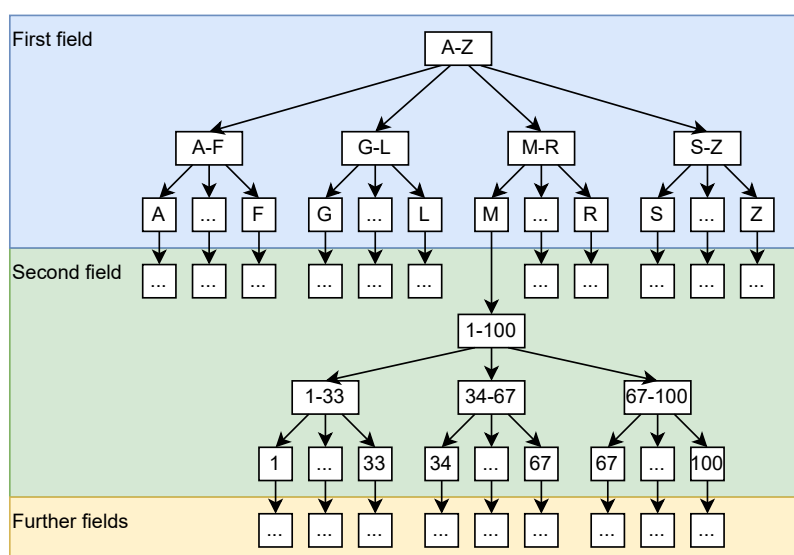 First field
A-Z
A-F G-L M-R S-Z
A ... F G ... L M ... R S ... Z
Second field
... ... ... ... ... ... ... ... ... ... ...
1-100
1-33 34-67 67-100
1 ... 33 34 ... 67 67 ... 100
Further fields
... ... ... ... ... ... ... ... ...